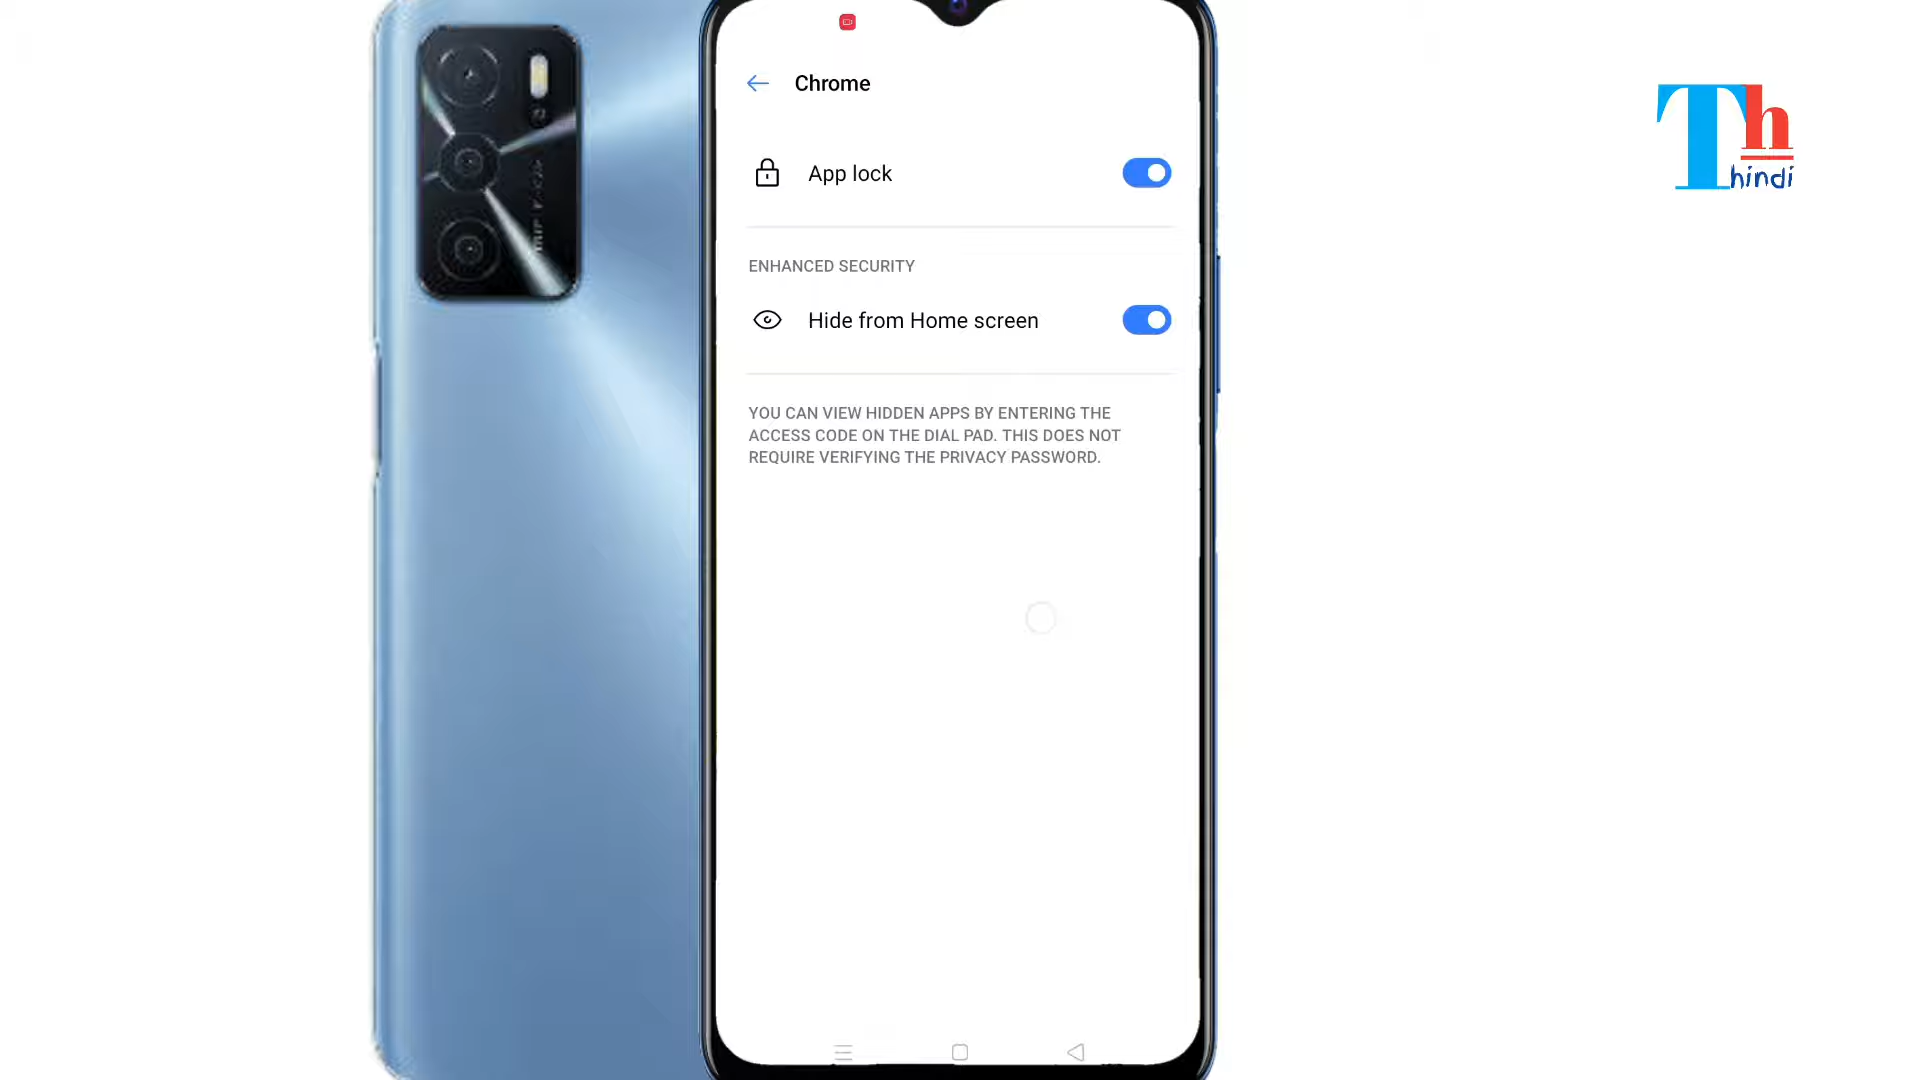 Chrome
App lock
ENHANCED SECURITY
Hide from Home screen
YOU CAN VIEW HIDDEN APPS BY ENTERING THE
ACCESS CODE ON THE DIAL PAD. THIS DOES NOT
REQUIRE VERIFYING THE PRIVACY PASSWORD.
Th
hindi